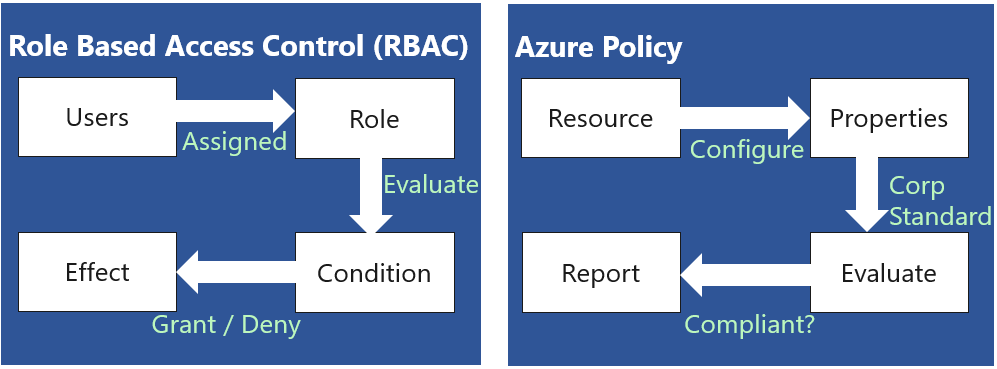 Role Based Access Control (RBAC)
Users
Assigned
Role
Evaluate
Condition
Grant / Deny
Effect
Azure Policy
Resource
Configure
Properties
Corp
Standard
Evaluate
Compliant?
Report